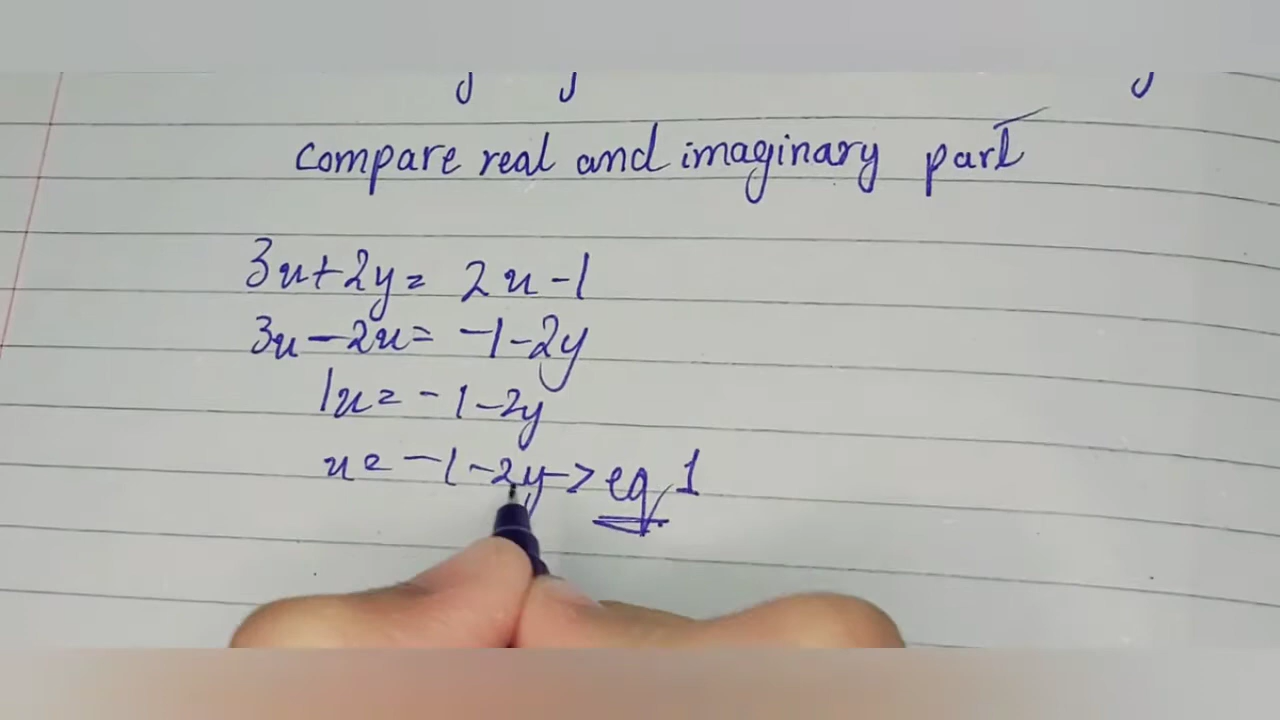 compare real and imaginary part
3x+2y= 2x-1
3x-2x= -1-2y
1x= -1-2y
x= -1-2y→ eq 1